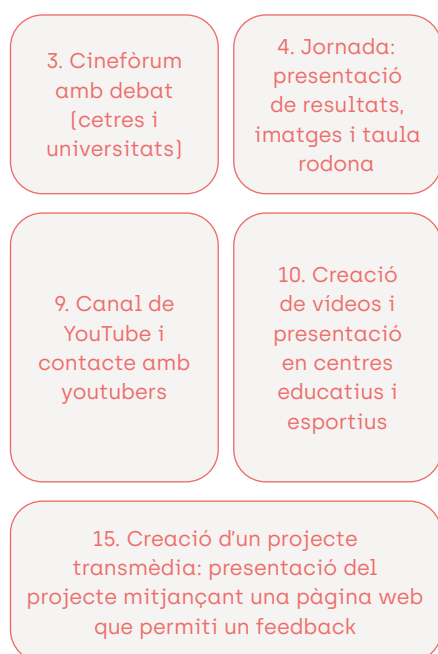 3. Cinefòrum
amb debat
(cetres i
universitats)
4. Jornada:
presentació
de resultats,
imatges i taula
rodona
9. Canal de
YouTube i
contacte amb
youtubers
10. Creació
de vídeos i
presentació
en centres
educatius i
esportius
15. Creació d'un projecte
transmèdia: presentació del
projecte mitjançant una pàgina web
que permiti un feedback